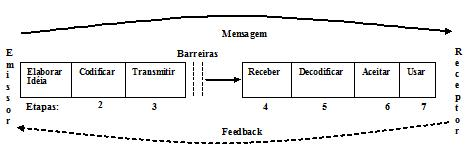 Mensagem
Barreiras
Emissor
Elaborar Idéia
Codificar
Transmitir
Receber
Decodificar
Aceitar
Usar
Receptor
Etapas:
2
3
4
5
6
7
Feedback